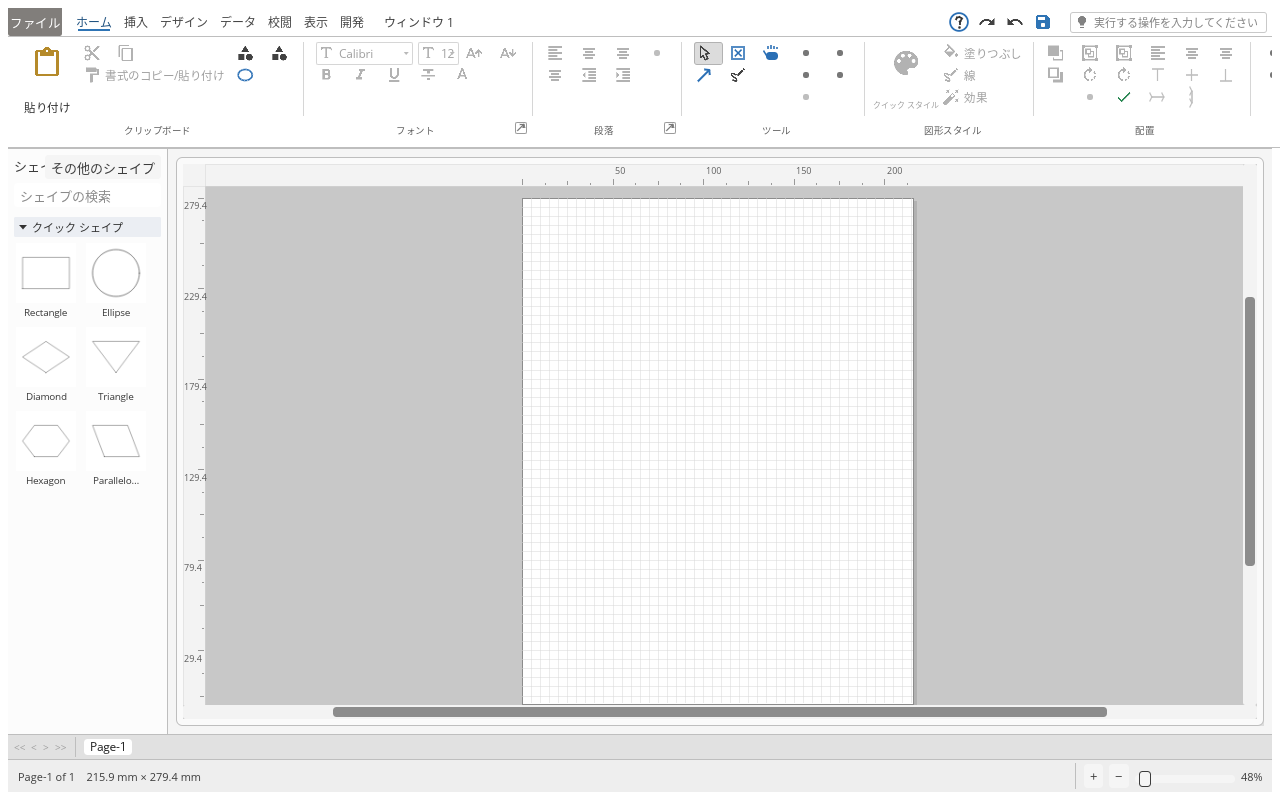 ファイル ホーム 挿入 デザイン データ 校閲 表示 開発 ウィンドウ 1 実行する操作を入力してください
Calibri 12 塗りつぶし
書式のコピー/貼り付け B I U A 線
貼り付け クイック スタイル 効果
クリップボード フォント 段落 ツール 図形スタイル 配置
シェイ その他のシェイプ
シェイプの検索
クイック シェイプ
Rectangle Ellipse
Diamond Triangle
Hexagon Parallelo...
50 100 150 200
279.4
229.4
179.4
129.4
79.4
29.4
<< < > >> Page-1
Page-1 of 1 215.9 mm × 279.4 mm + − 48%